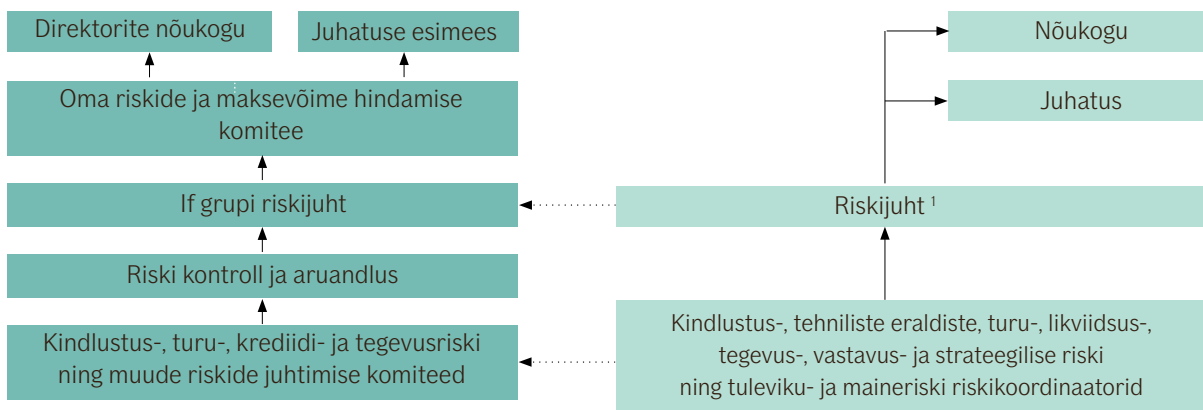 Direktorite nõukogu
Juhatuse esimees
Oma riskide ja maksevõime hindamise
komitee
If grupi riskijuht
Riski kontroll ja aruandlus
Kindlustus-, turu-, krediidi- ja tegevusriski
ning muude riskide juhtimise komiteed
Nõukogu
Juhatus
Riskijuht ¹
Kindlustus-, tehniliste eraldiste, turu-, likviidsus-,
tegevus-, vastavus- ja strateegilise riski
ning tuleviku- ja maineriski riskikoordinaatorid